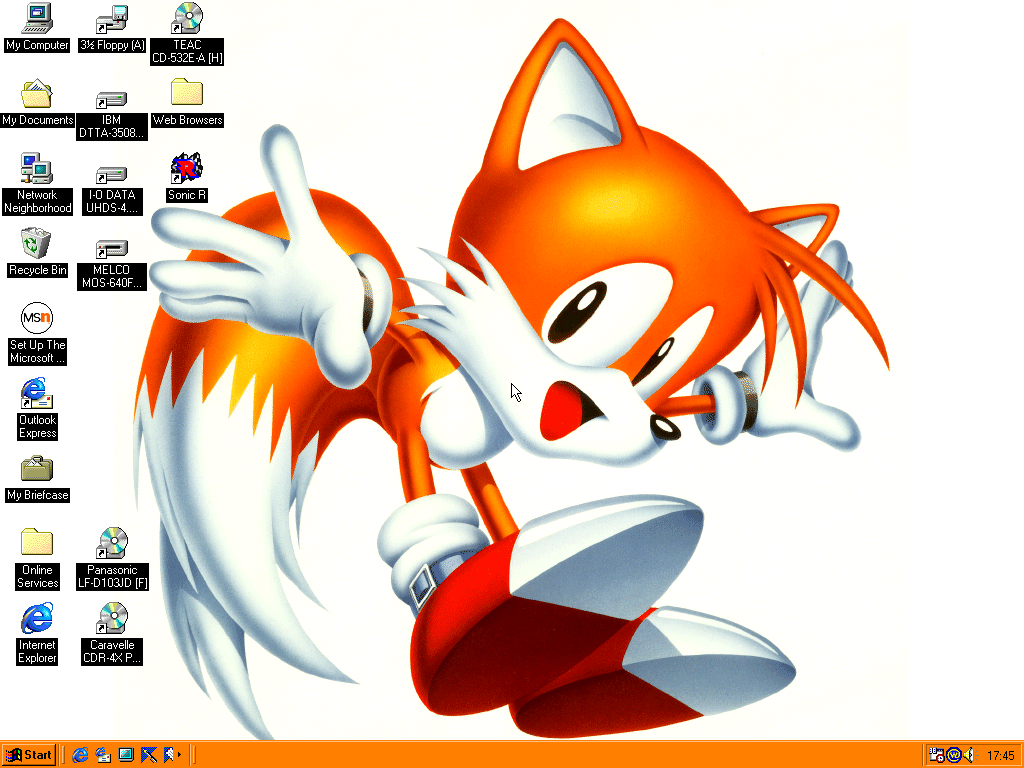 My Computer
3½ Floppy (A)
TEAC
CD-532E-A [H]
My Documents
IBM
DTTA-3508...
Web Browsers
Network
Neighborhood
I-O DATA
UHDS-4....
Sonic R
Recycle Bin
MELCO
MOS-640F...
msn
Set Up The
Microsoft ...
Outlook
Express
My Briefcase
Online
Services
Panasonic
LF-D103JD [F]
Internet
Explorer
Caravelle
CDR-4X P...
Start
17:45